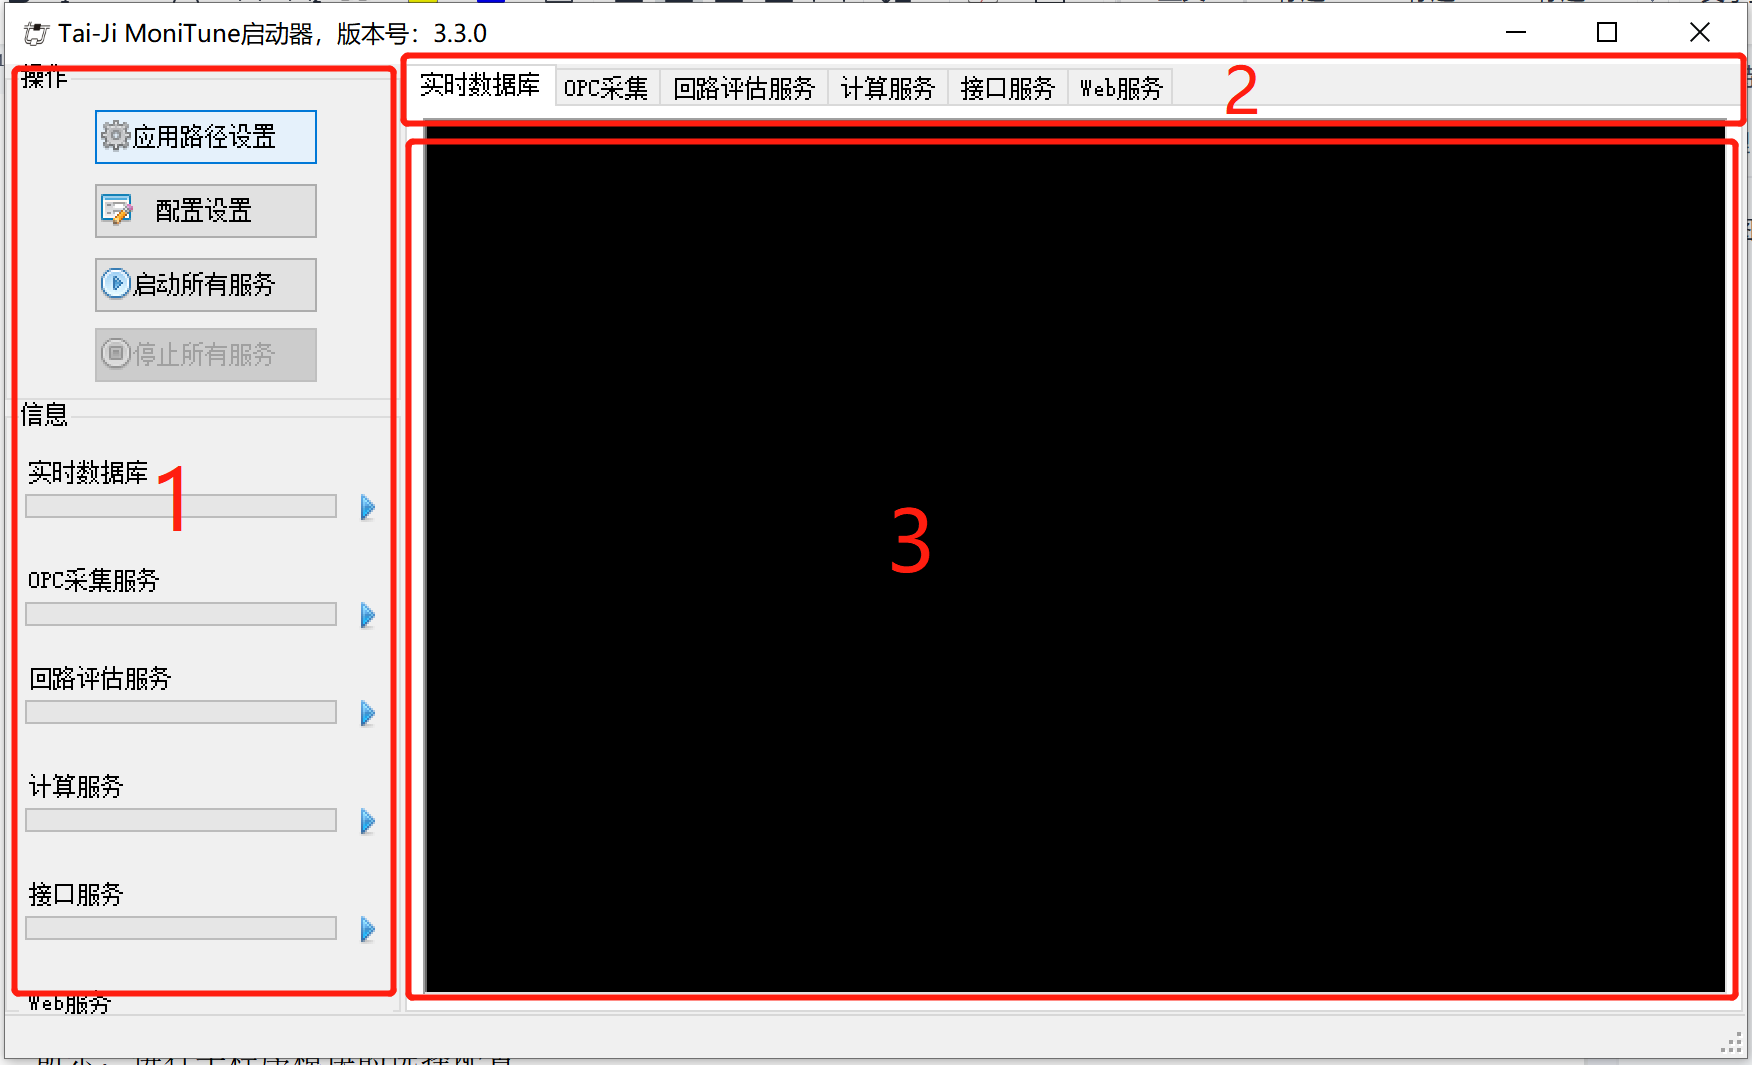 Tai-Ji MoniTune启动器，版本号：3.3.0
操作
应用路径设置
配置设置
启动所有服务
停止所有服务
信息
实时数据库
OPC采集服务
回路评估服务
计算服务
接口服务
Web服务
1
实时数据库 OPC采集 回路评估服务 计算服务 接口服务 Web服务
2
3